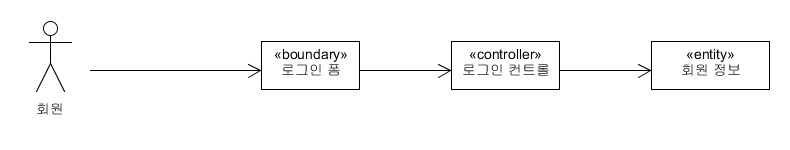 회원
«boundary»
로그인 폼
«controller»
로그인 컨트롤
«entity»
회원 정보